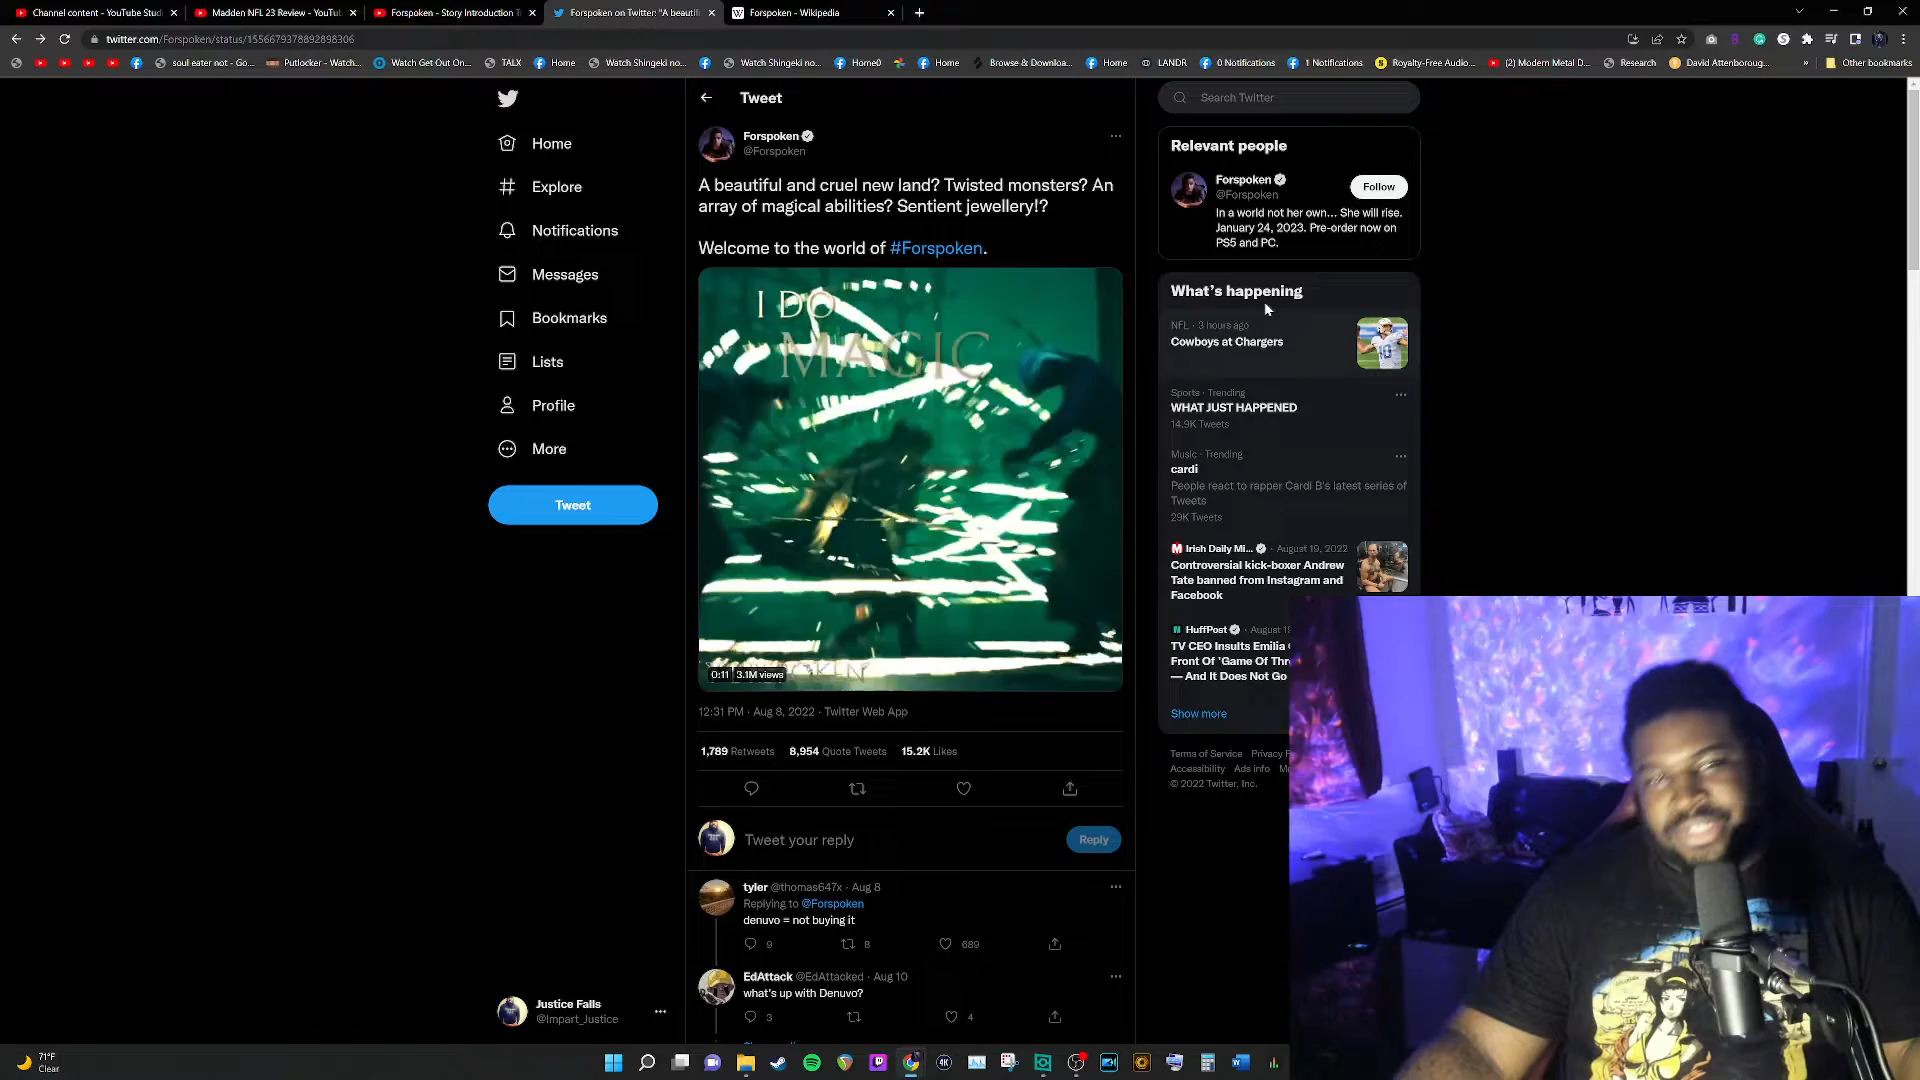 Channel content - YouTube Studi
Madden NFL 23 Review - YouTub
Forspoken - Story Introduction T
Forspoken on Twitter: "A beautif
Forspoken - Wikipedia
twitter.com/Forspoken/status/1556679378892898306
soul eater not - Go...
Putlocker - Watch...
Watch Get Out On...
TALX
Home
Watch Shingeki no...
Watch Shingeki no...
Home0
Home
Browse & Downloa...
Home
LANDR
0 Notifications
1 Notifications
Royalty-Free Audio...
(2) Modern Metal D...
Research
David Attenboroug...
Other bookmarks
Home
Explore
Notifications
Messages
Bookmarks
Lists
Profile
More
Tweet
Justice Falls
@Impart_Justice
Tweet
Forspoken
@Forspoken
A beautiful and cruel new land? Twisted monsters? An
array of magical abilities? Sentient jewellery!?
Welcome to the world of #Forspoken.
I DO
MAGIC
0:11 3.1M views
12:31 PM · Aug 8, 2022 · Twitter Web App
1,789 Retweets 8,954 Quote Tweets 15.2K Likes
Tweet your reply
Reply
tyler @thomas647x · Aug 8
Replying to @Forspoken
denuvo = not buying it
9 8 689
EdAttack @EdAttacked · Aug 10
what's up with Denuvo?
3 4
Search Twitter
Relevant people
Forspoken
@Forspoken
Follow
In a world not her own... She will rise.
January 24, 2023. Pre-order now on
PS5 and PC.
What's happening
NFL · 3 hours ago
Cowboys at Chargers
Sports · Trending
WHAT JUST HAPPENED
14.9K Tweets
Music · Trending
cardi
People react to rapper Cardi B's latest series of
Tweets
29K Tweets
Irish Daily Mi... · August 19, 2022
Controversial kick-boxer Andrew
Tate banned from Instagram and
Facebook
HuffPost · August 1
TV CEO Insults Emilia
Front Of 'Game Of Thr
— And It Does Not Go
Show more
Terms of Service Privacy P
Accessibility Ads info M
© 2022 Twitter, Inc.
71°F
Clear